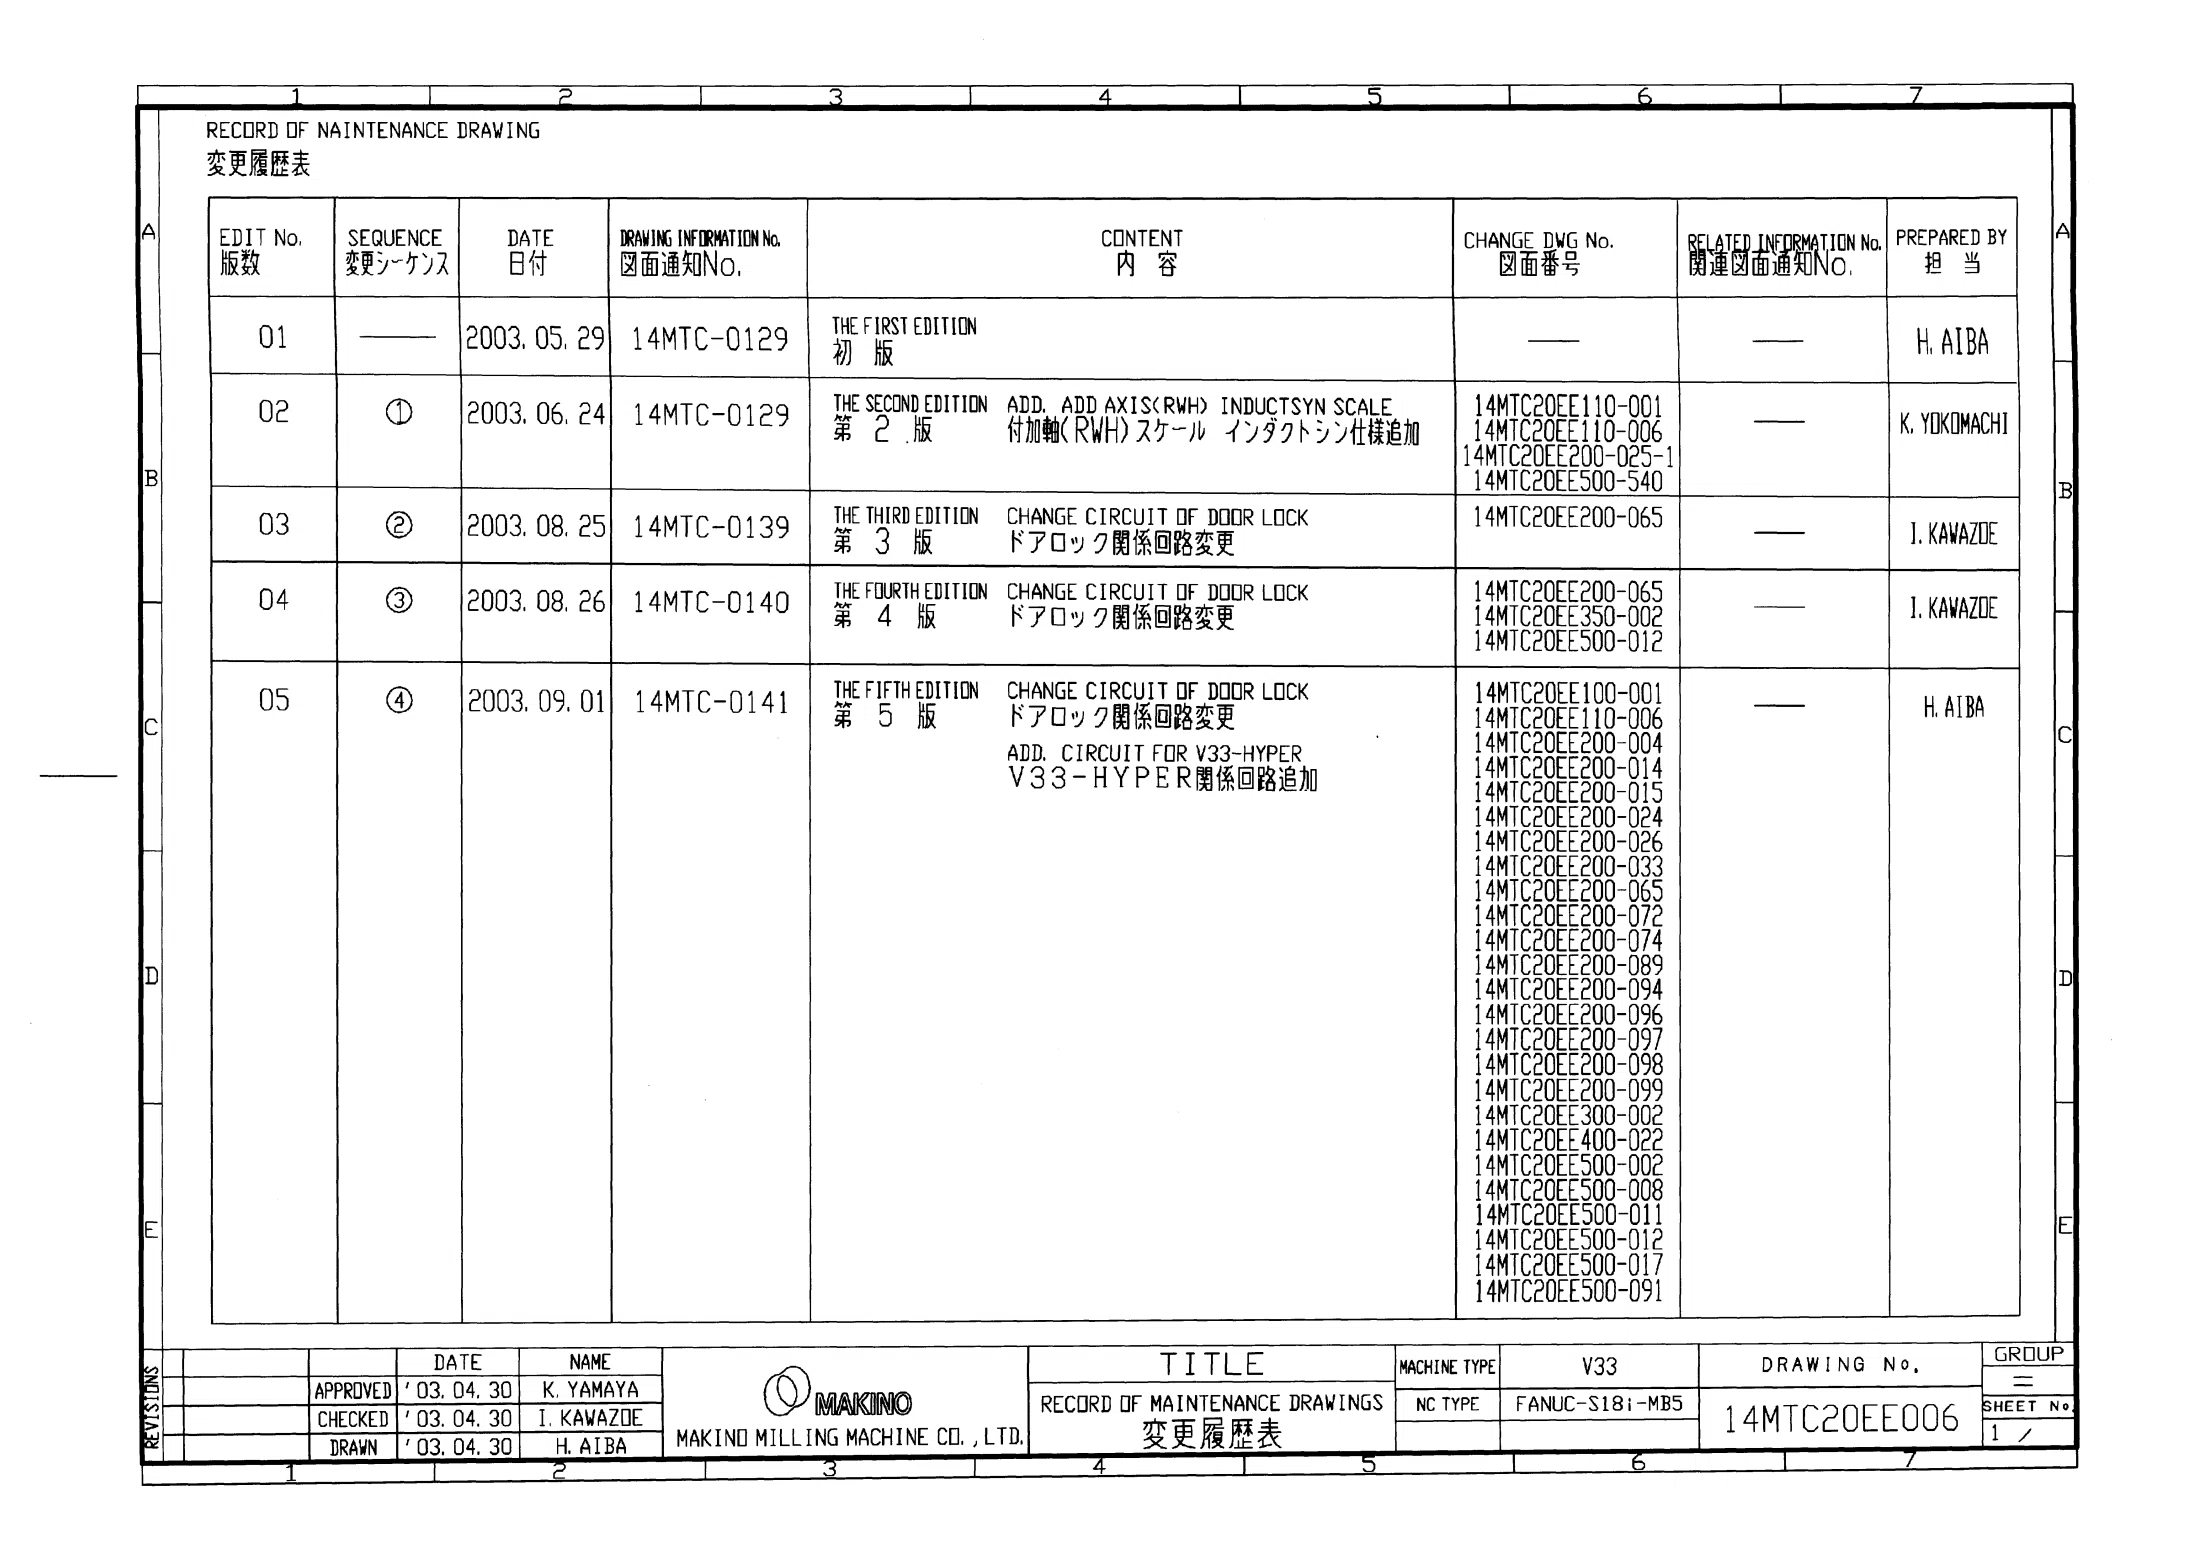 1 2 3 4 5 6 7
RECORD OF NAINTENANCE DRAWING
変更履歴表
EDIT No. SEQUENCE DATE DRAWING INFORMATION No. CONTENT CHANGE DWG No. RELATED INFORMATION No. PREPARED BY
版数 変更シーケンス 日付 図面通知No. 内 容 図面番号 関連図面通知No. 担 当
01 —— 2003.05.29 14MTC-0129 THE FIRST EDITION — — H.AIBA
初 版
02 ① 2003.06.24 14MTC-0129 THE SECOND EDITION ADD. ADD AXIS(RWH) INDUCTSYN SCALE 14MTC20EE110-001 — K.YOKOMACHI
第 2 版 付加軸(RWH)スケール インダクトシン仕様追加 14MTC20EE110-006
14MTC20EE200-025-1
14MTC20EE500-540
03 ② 2003.08.25 14MTC-0139 THE THIRD EDITION CHANGE CIRCUIT OF DOOR LOCK 14MTC20EE200-065 — I.KAWAZOE
第 3 版 ドアロック関係回路変更
04 ③ 2003.08.26 14MTC-0140 THE FOURTH EDITION CHANGE CIRCUIT OF DOOR LOCK 14MTC20EE200-065 — I.KAWAZOE
第 4 版 ドアロック関係回路変更 14MTC20EE350-002
14MTC20EE500-012
05 ④ 2003.09.01 14MTC-0141 THE FIFTH EDITION CHANGE CIRCUIT OF DOOR LOCK 14MTC20EE100-001 — H.AIBA
第 5 版 ドアロック関係回路変更 14MTC20EE110-006
ADD. CIRCUIT FOR V33-HYPER 14MTC20EE200-004
V33-HYPER関係回路追加 14MTC20EE200-014
14MTC20EE200-015
14MTC20EE200-024
14MTC20EE200-026
14MTC20EE200-033
14MTC20EE200-065
14MTC20EE200-072
14MTC20EE200-074
14MTC20EE200-089
14MTC20EE200-094
14MTC20EE200-096
14MTC20EE200-097
14MTC20EE200-098
14MTC20EE200-099
14MTC20EE300-002
14MTC20EE400-022
14MTC20EE500-002
14MTC20EE500-008
14MTC20EE500-011
14MTC20EE500-012
14MTC20EE500-017
14MTC20EE500-091
A A
B B
C C
D D
E E
REVISIONS
DATE NAME
APPROVED '03.04.30 K.YAMAYA
CHECKED '03.04.30 I.KAWAZOE
DRAWN '03.04.30 H.AIBA
MAKINO
MAKINO MILLING MACHINE CO.,LTD.
TITLE
RECORD OF MAINTENANCE DRAWINGS
変更履歴表
MACHINE TYPE V33
NC TYPE FANUC-S18i-MB5
DRAWING No.
14MTC20EE006
GROUP
=
SHEET No.
1 /
1 2 3 4 5 6 7